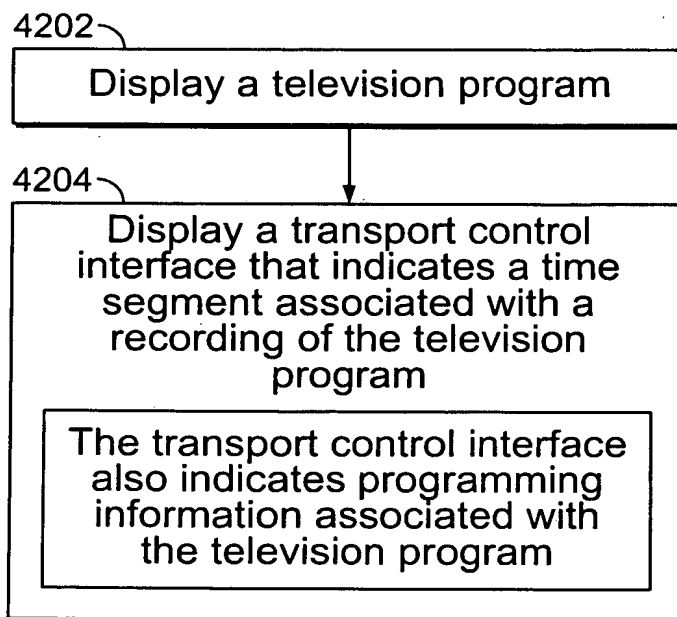 4202
Display a television program
4204
Display a transport control
interface that indicates a time
segment associated with a
recording of the television
program
The transport control interface
also indicates programming
information associated with
the television program